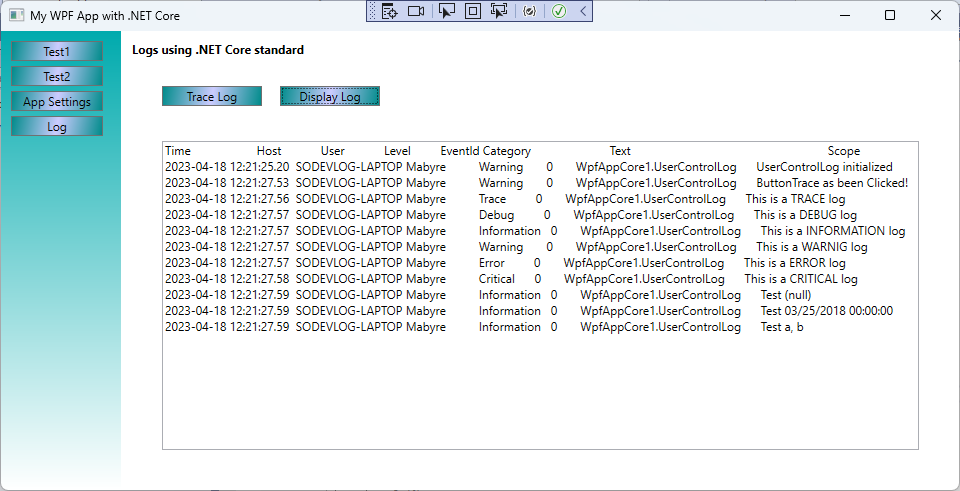 My WPF App with .NET Core
Test1
Test2
App Settings
Log
Logs using .NET Core standard
Trace Log Display Log
Time Host User Level EventId Category Text Scope
2023-04-18 12:21:25.20 SODEVLOG-LAPTOP Mabyre Warning 0 WpfAppCore1.UserControlLog UserControlLog initialized
2023-04-18 12:21:27.53 SODEVLOG-LAPTOP Mabyre Warning 0 WpfAppCore1.UserControlLog ButtonTrace as been Clicked!
2023-04-18 12:21:27.56 SODEVLOG-LAPTOP Mabyre Trace 0 WpfAppCore1.UserControlLog This is a TRACE log
2023-04-18 12:21:27.57 SODEVLOG-LAPTOP Mabyre Debug 0 WpfAppCore1.UserControlLog This is a DEBUG log
2023-04-18 12:21:27.57 SODEVLOG-LAPTOP Mabyre Information 0 WpfAppCore1.UserControlLog This is a INFORMATION log
2023-04-18 12:21:27.57 SODEVLOG-LAPTOP Mabyre Warning 0 WpfAppCore1.UserControlLog This is a WARNIG log
2023-04-18 12:21:27.57 SODEVLOG-LAPTOP Mabyre Error 0 WpfAppCore1.UserControlLog This is a ERROR log
2023-04-18 12:21:27.58 SODEVLOG-LAPTOP Mabyre Critical 0 WpfAppCore1.UserControlLog This is a CRITICAL log
2023-04-18 12:21:27.59 SODEVLOG-LAPTOP Mabyre Information 0 WpfAppCore1.UserControlLog Test (null)
2023-04-18 12:21:27.59 SODEVLOG-LAPTOP Mabyre Information 0 WpfAppCore1.UserControlLog Test 03/25/2018 00:00:00
2023-04-18 12:21:27.59 SODEVLOG-LAPTOP Mabyre Information 0 WpfAppCore1.UserControlLog Test a, b